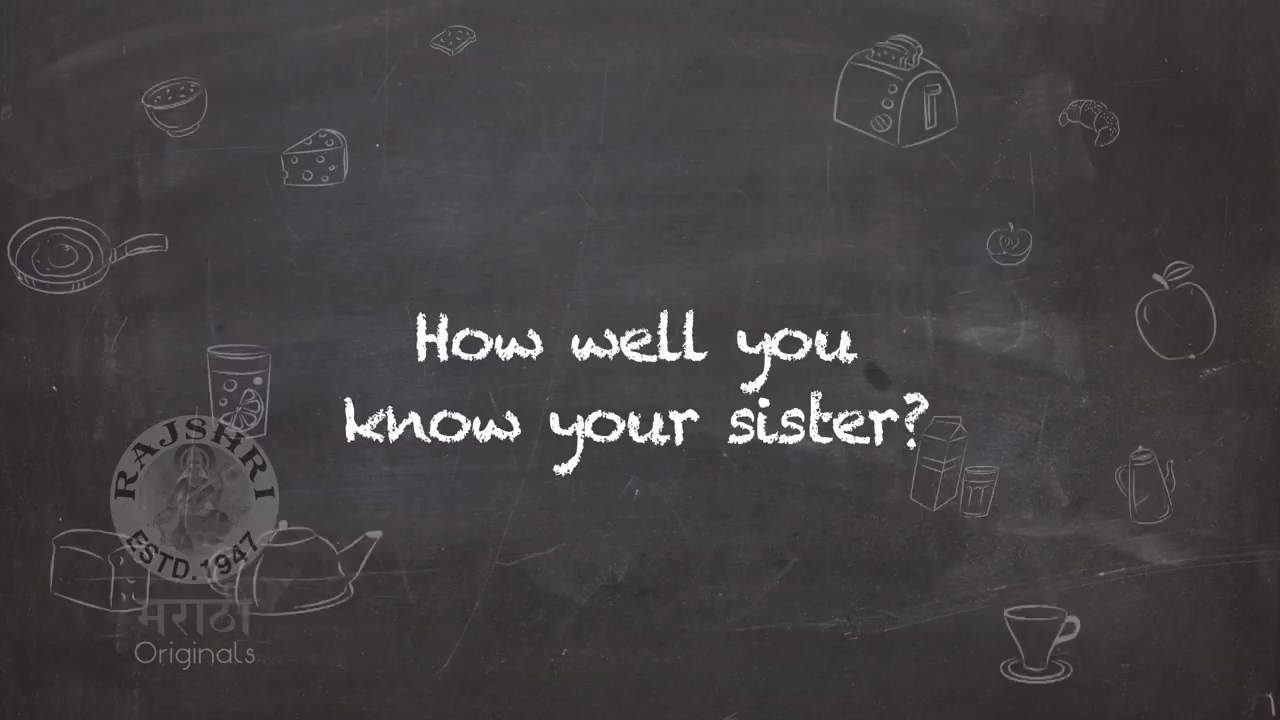 How well you
know your sister?
RAJSHRI
ESTD.1947
मराठी
Originals